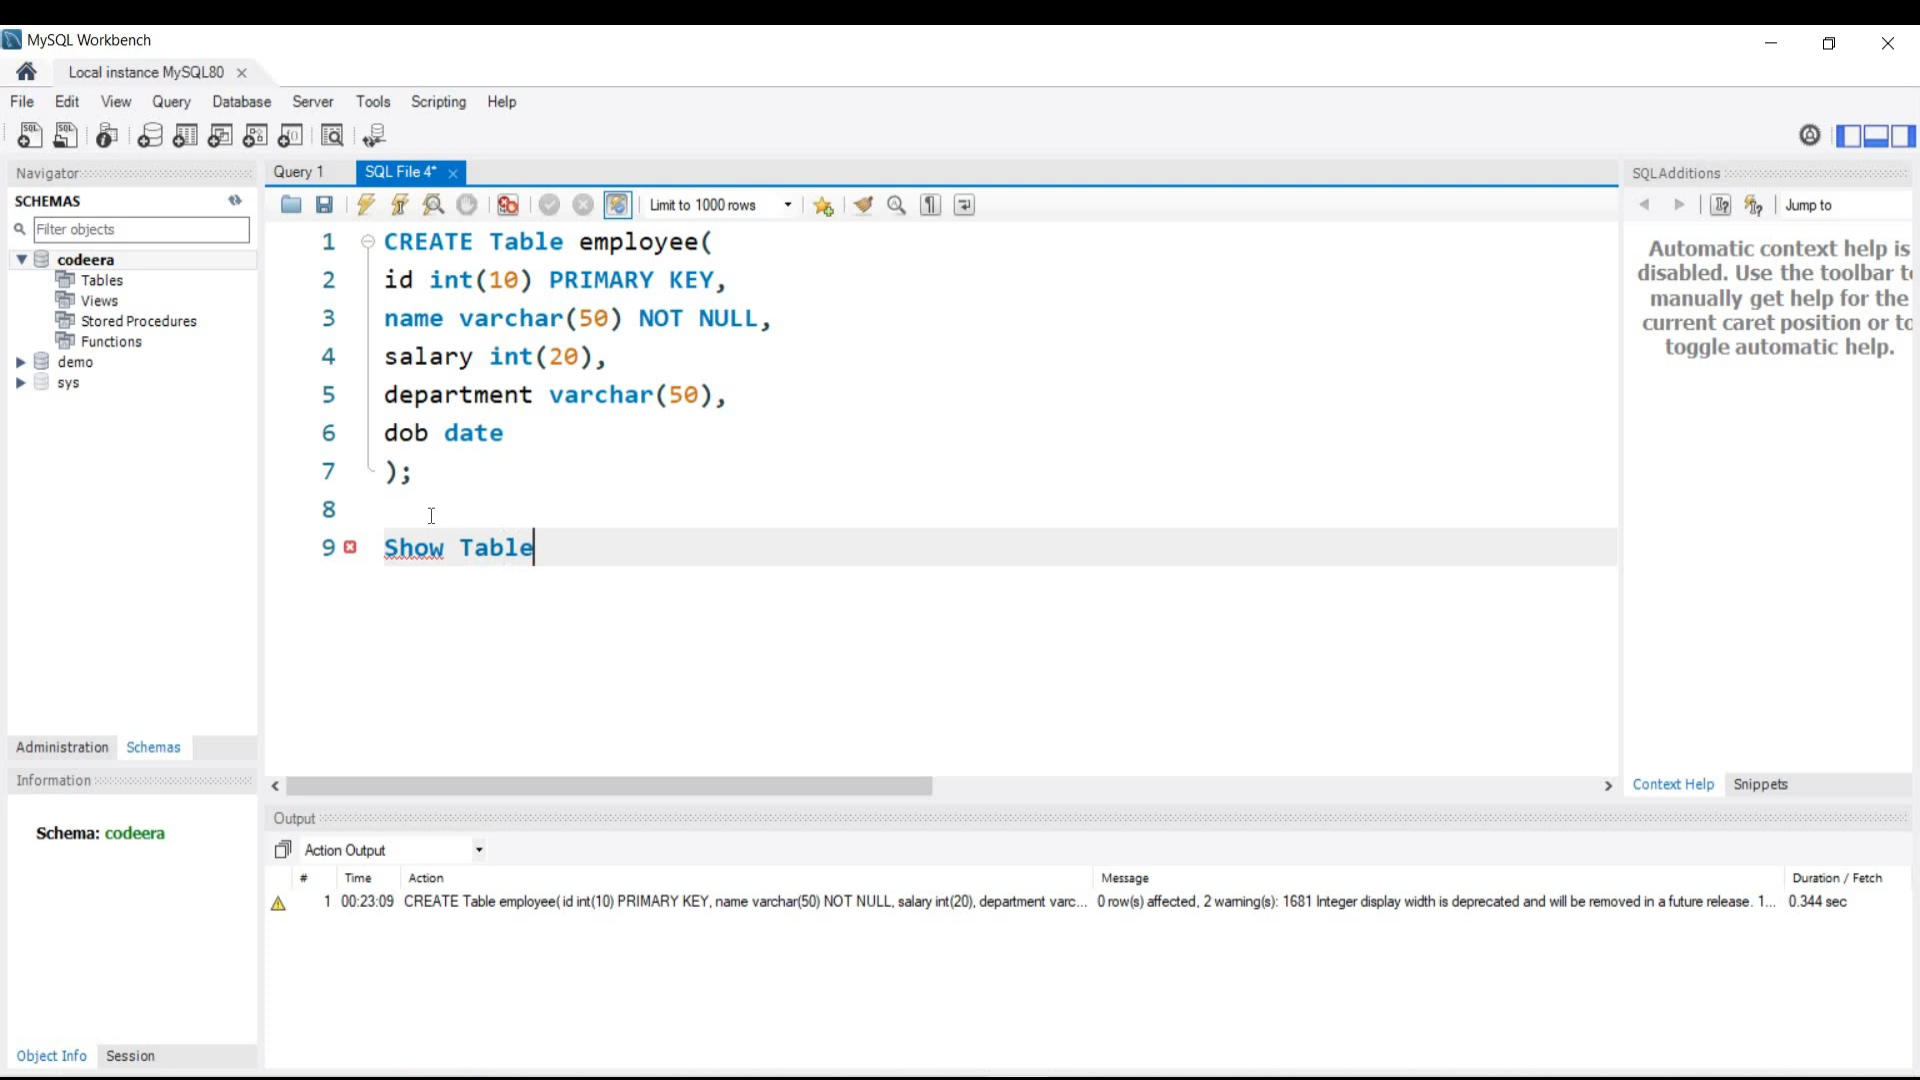 MySQL Workbench
Local instance MySQL80
File Edit View Query Database Server Tools Scripting Help
Navigator
SCHEMAS
Filter objects
codeera
Tables
Views
Stored Procedures
Functions
demo
sys
Administration Schemas
Information
Schema: codeera
Object Info Session
Query 1 SQL File 4*
Limit to 1000 rows
1 CREATE Table employee(
2 id int(10) PRIMARY KEY,
3 name varchar(50) NOT NULL,
4 salary int(20),
5 department varchar(50),
6 dob date
7 );
8
9 Show Table
SQLAdditions
Jump to
Automatic context help is
disabled. Use the toolbar t
manually get help for the
current caret position or to
toggle automatic help.
Context Help Snippets
Output
Action Output
# Time Action Message Duration / Fetch
1 00:23:09 CREATE Table employee( id int(10) PRIMARY KEY, name varchar(50) NOT NULL, salary int(20), department varc... 0 row(s) affected, 2 warning(s): 1681 Integer display width is deprecated and will be removed in a future release. 1... 0.344 sec